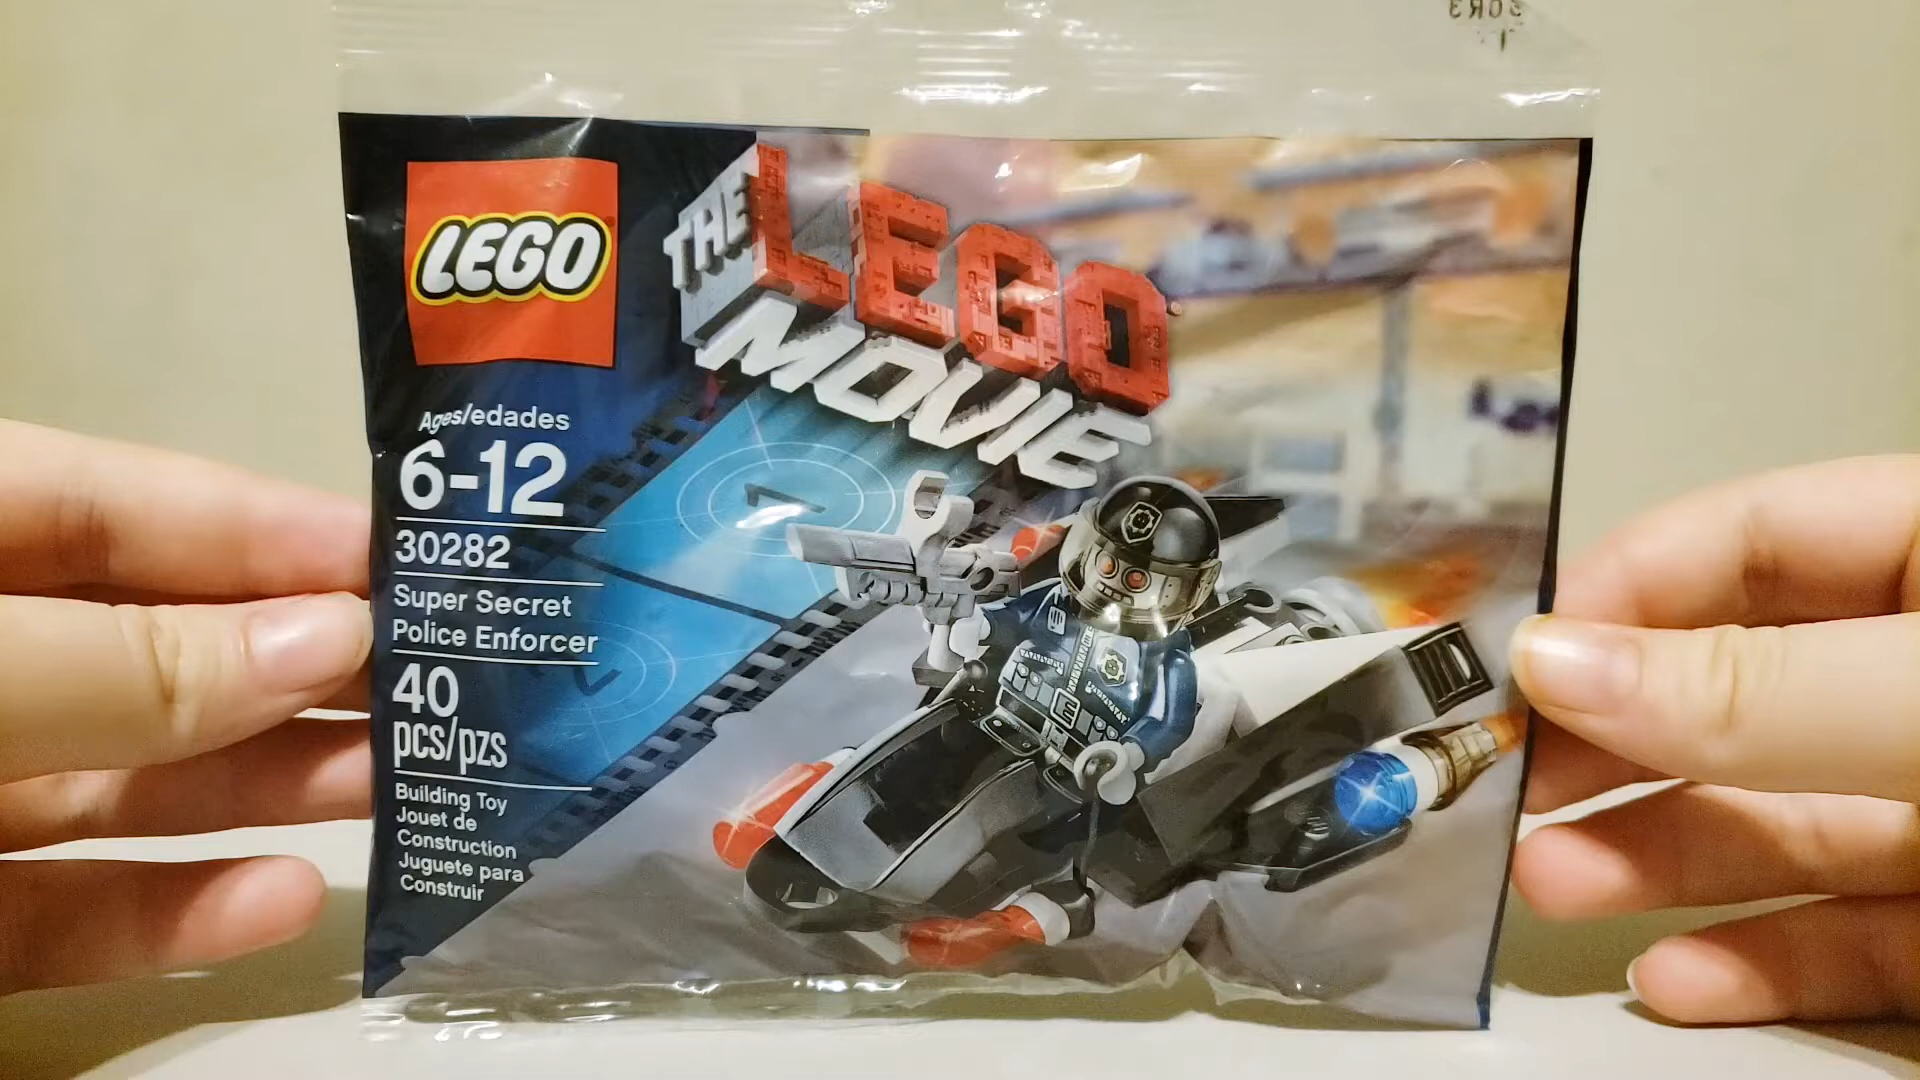 LEGO
THE LEGO
MOVIE
Ages/edades
6-12
30282
Super Secret
Police Enforcer
40
pcs/pzs
Building Toy
Jouet de
Construction
Juguete para
Construir